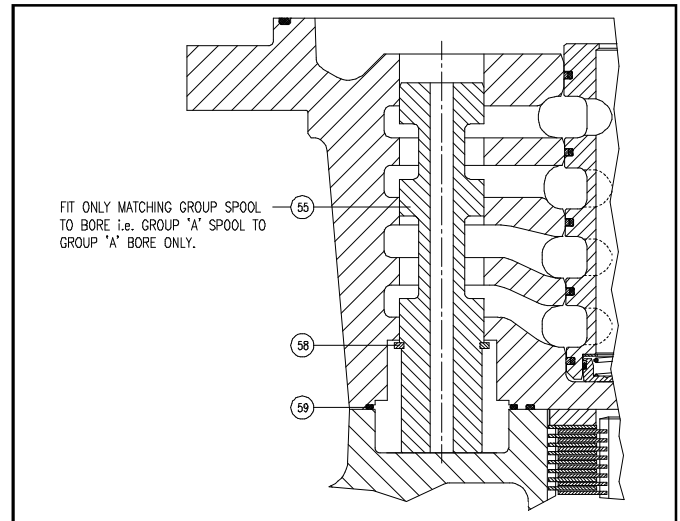 FIT ONLY MATCHING GROUP SPOOL
TO BORE i.e. GROUP 'A' SPOOL TO
GROUP 'A' BORE ONLY.
55
58
59